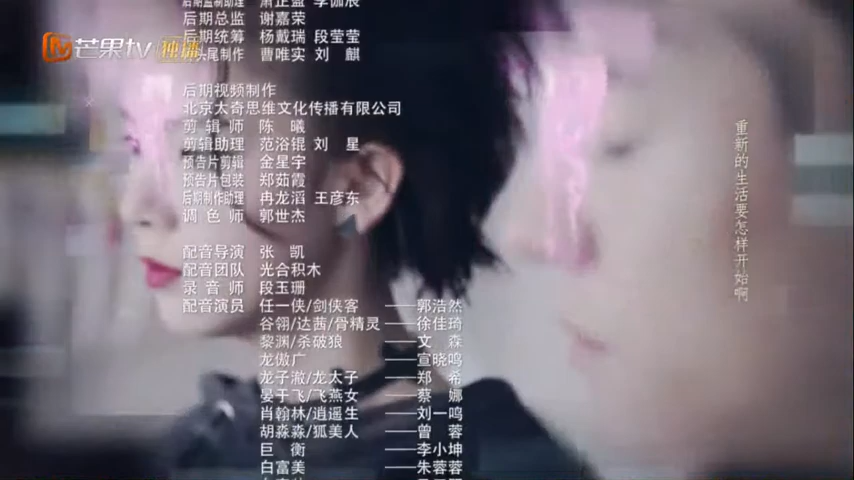 芒果tv 独播
后期总监 谢嘉荣
后期统筹 杨戴瑞 段莹莹
头尾制作 曹唯实 刘 麒
后期视频制作
北京太奇思维文化传播有限公司
剪辑师 陈 曦
剪辑助理 范浴锟 刘 星
预告片剪辑 金星宇
预告片包装 郑茹霞
后期制作助理 冉龙滔 王彦东
调色师 郭世杰
配音导演 张 凯
配音团队 光合积木
录音师 段玉珊
配音演员 任一侠/剑侠客 ——郭浩然
谷翎/达茜/骨精灵——徐佳琦
黎渊/杀破狼 ——文 森
龙傲广 ——宣晓鸣
龙子澈/龙太子 ——郑 希
晏于飞/飞燕女 ——蔡 娜
肖翰林/逍遥生 ——刘一鸣
胡淼淼/狐美人 ——曾 蓉
巨 衡 ——李小坤
白富美 ——朱蓉蓉
重新的生活要怎样开始啊